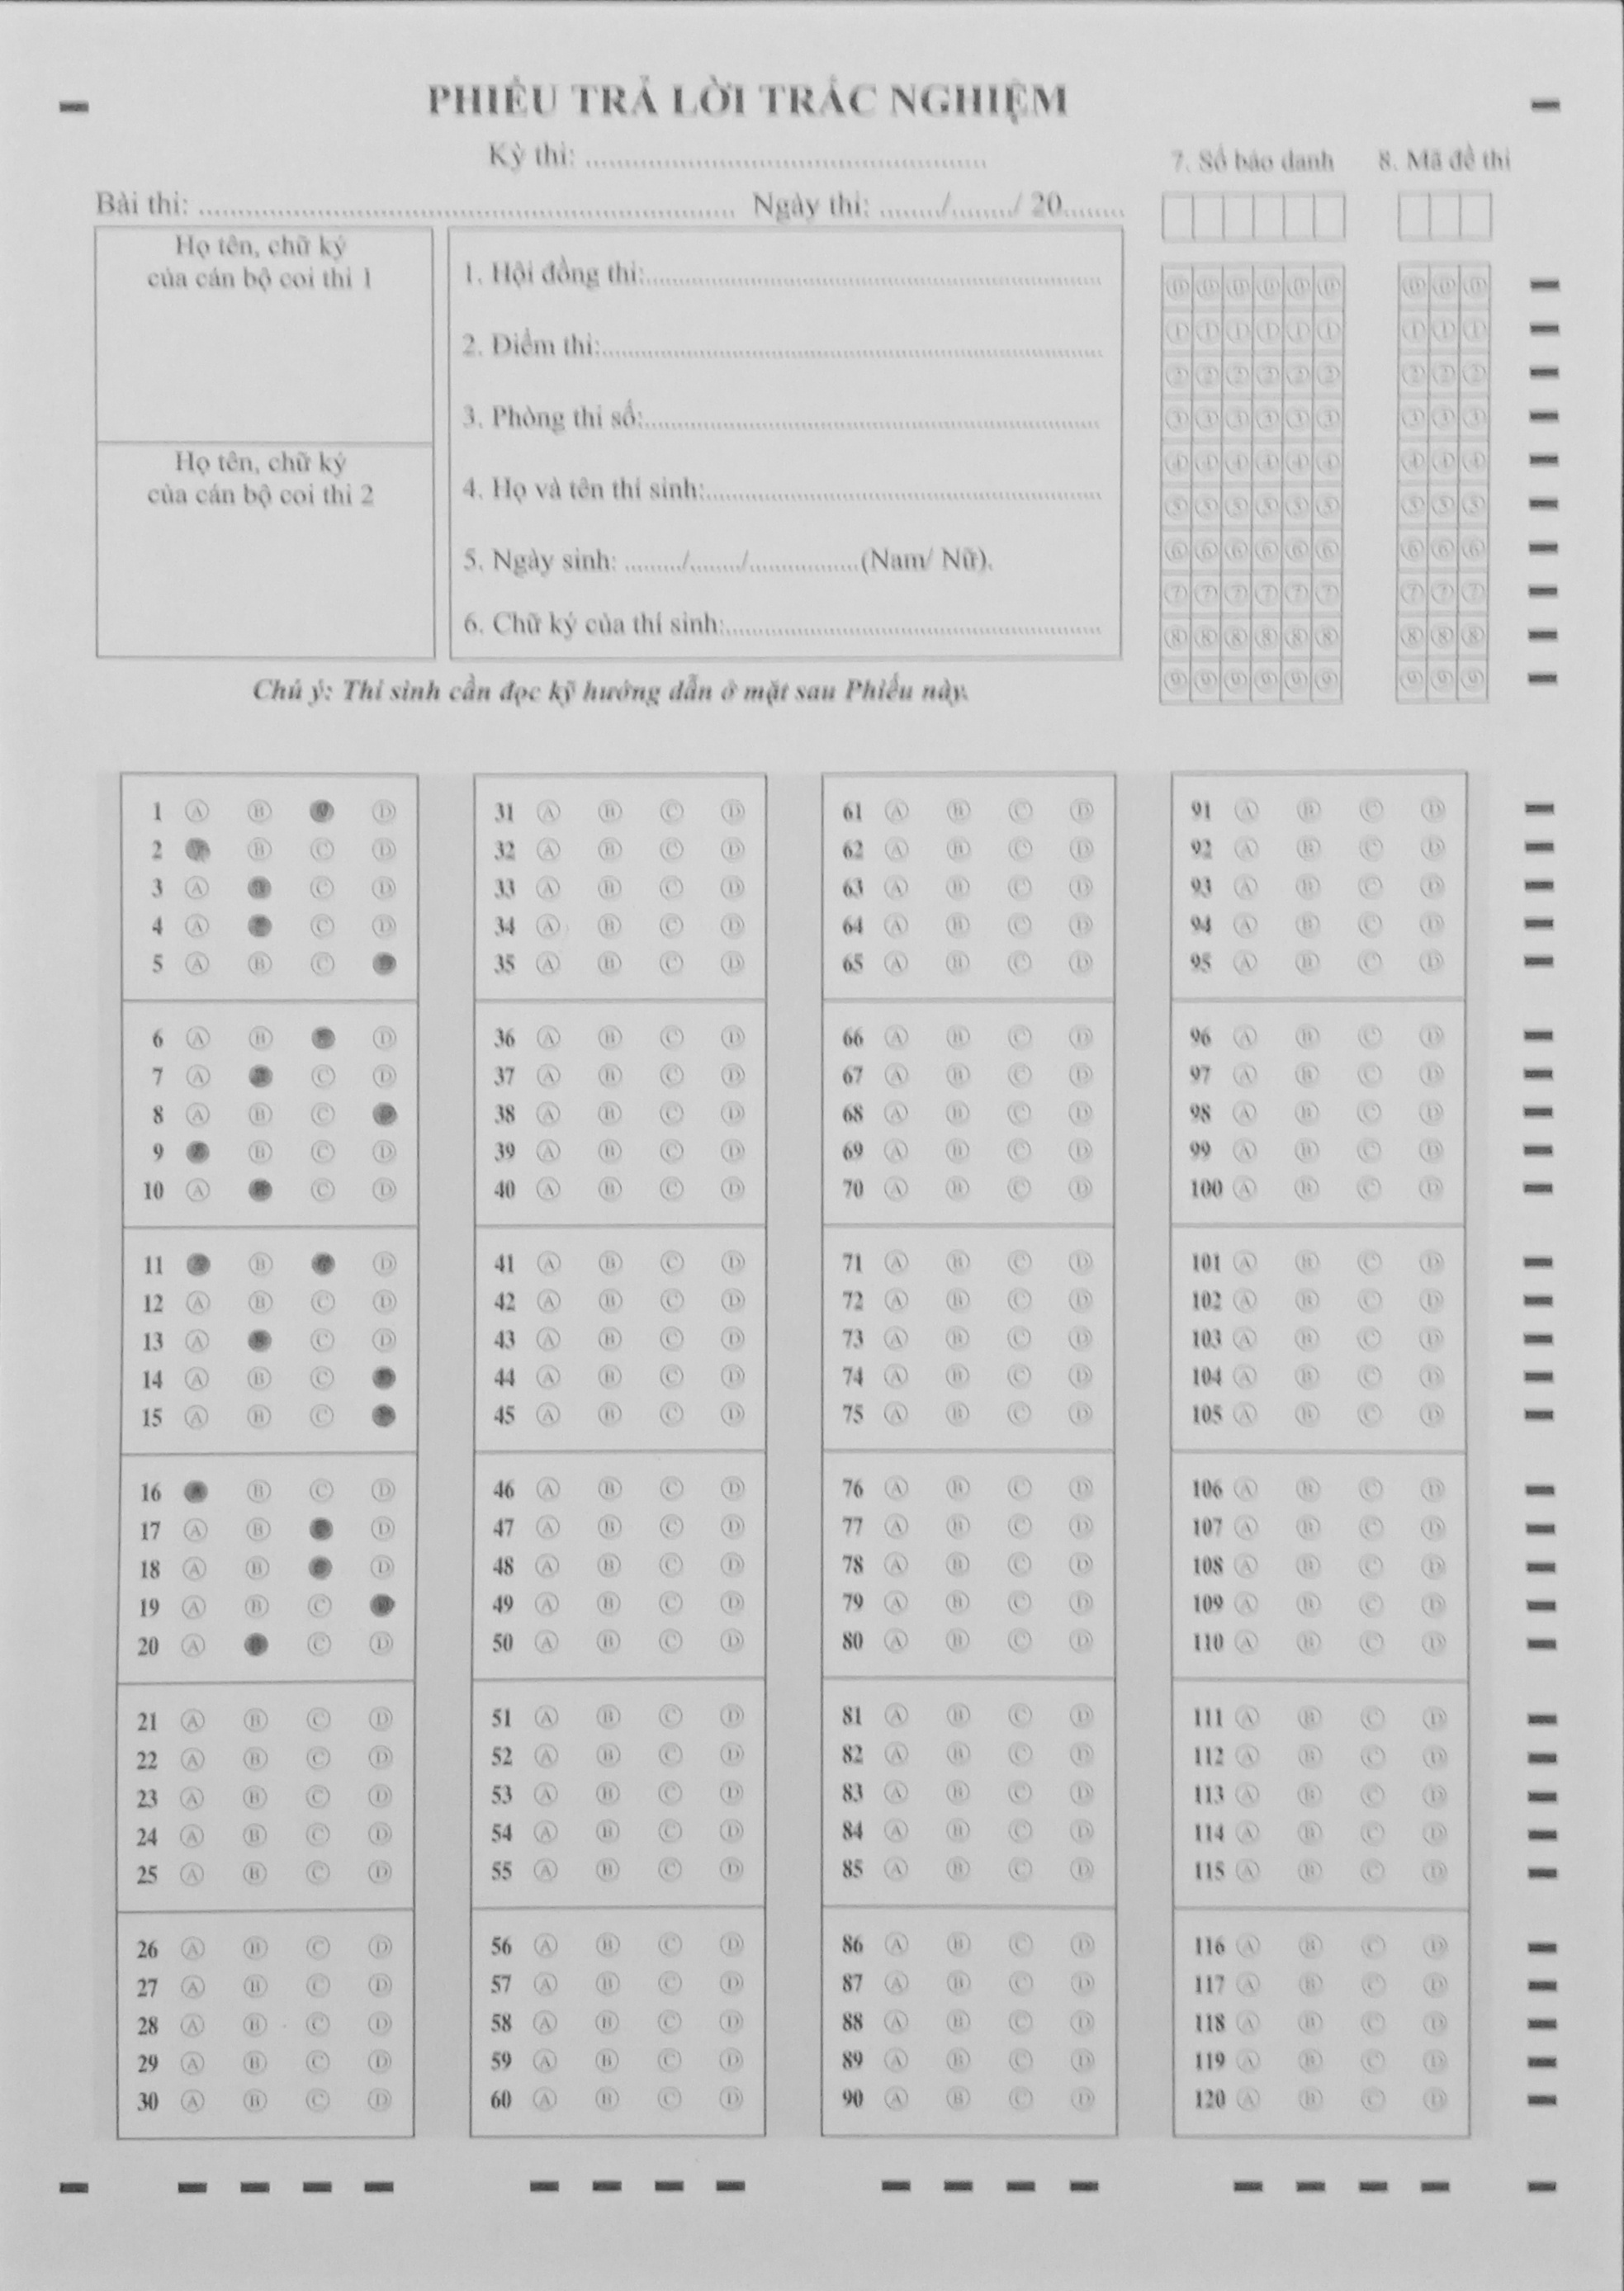 PHIẾU TRẢ LỜI TRẮC NGHIỆM
Kỳ thi: ..................................................
7. Số báo danh 8. Mã đề thi
Bài thi: .................................................................... Ngày thi: ......../......../ 20........
Họ tên, chữ ký
của cán bộ coi thi 1
Họ tên, chữ ký
của cán bộ coi thi 2
1. Hội đồng thi:..........................................................
2. Điểm thi:................................................................
3. Phòng thi số:..........................................................
4. Họ và tên thí sinh:..................................................
5. Ngày sinh: ......../......../................(Nam/ Nữ).
6. Chữ ký của thí sinh:................................................
0 0 0 0 0 0 0 0 0
1 1 1 1 1 1 1 1 1
2 2 2 2 2 2 2 2 2
3 3 3 3 3 3 3 3 3
4 4 4 4 4 4 4 4 4
5 5 5 5 5 5 5 5 5
6 6 6 6 6 6 6 6 6
7 7 7 7 7 7 7 7 7
8 8 8 8 8 8 8 8 8
9 9 9 9 9 9 9 9 9
Chú ý: Thí sinh cần đọc kỹ hướng dẫn ở mặt sau Phiếu này.
1 A B D
2 B C D
3 A C D
4 A C D
5 A B C
6 A B D
7 A C D
8 A B C
9 B C D
10 A C D
11 B D
12 A B C D
13 A C D
14 A B C
15 A B C
16 B C D
17 A B D
18 A B D
19 A B C
20 A C D
21 A B C D
22 A B C D
23 A B C D
24 A B C D
25 A B C D
26 A B C D
27 A B C D
28 A B C D
29 A B C D
30 A B C D
31 A B C D
32 A B C D
33 A B C D
34 A B C D
35 A B C D
36 A B C D
37 A B C D
38 A B C D
39 A B C D
40 A B C D
41 A B C D
42 A B C D
43 A B C D
44 A B C D
45 A B C D
46 A B C D
47 A B C D
48 A B C D
49 A B C D
50 A B C D
51 A B C D
52 A B C D
53 A B C D
54 A B C D
55 A B C D
56 A B C D
57 A B C D
58 A B C D
59 A B C D
60 A B C D
61 A B C D
62 A B C D
63 A B C D
64 A B C D
65 A B C D
66 A B C D
67 A B C D
68 A B C D
69 A B C D
70 A B C D
71 A B C D
72 A B C D
73 A B C D
74 A B C D
75 A B C D
76 A B C D
77 A B C D
78 A B C D
79 A B C D
80 A B C D
81 A B C D
82 A B C D
83 A B C D
84 A B C D
85 A B C D
86 A B C D
87 A B C D
88 A B C D
89 A B C D
90 A B C D
91 A B C D
92 A B C D
93 A B C D
94 A B C D
95 A B C D
96 A B C D
97 A B C D
98 A B C D
99 A B C D
100 A B C D
101 A B C D
102 A B C D
103 A B C D
104 A B C D
105 A B C D
106 A B C D
107 A B C D
108 A B C D
109 A B C D
110 A B C D
111 A B C D
112 A B C D
113 A B C D
114 A B C D
115 A B C D
116 A B C D
117 A B C D
118 A B C D
119 A B C D
120 A B C D